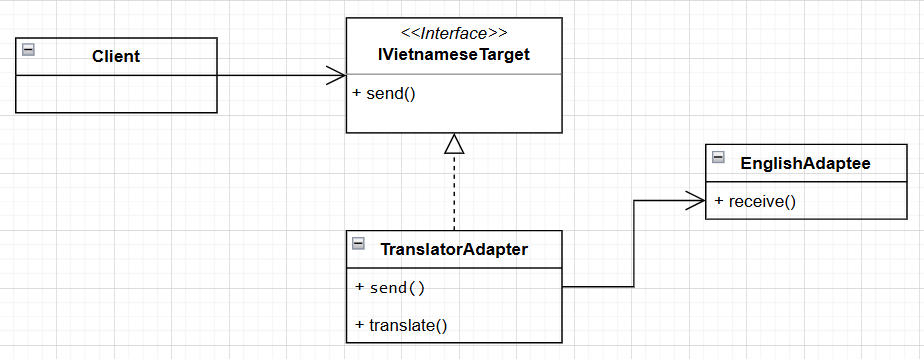 Client
<<Interface>>
IVietnameseTarget
+ send()
EnglishAdaptee
+ receive()
TranslatorAdapter
+ send()
+ translate()